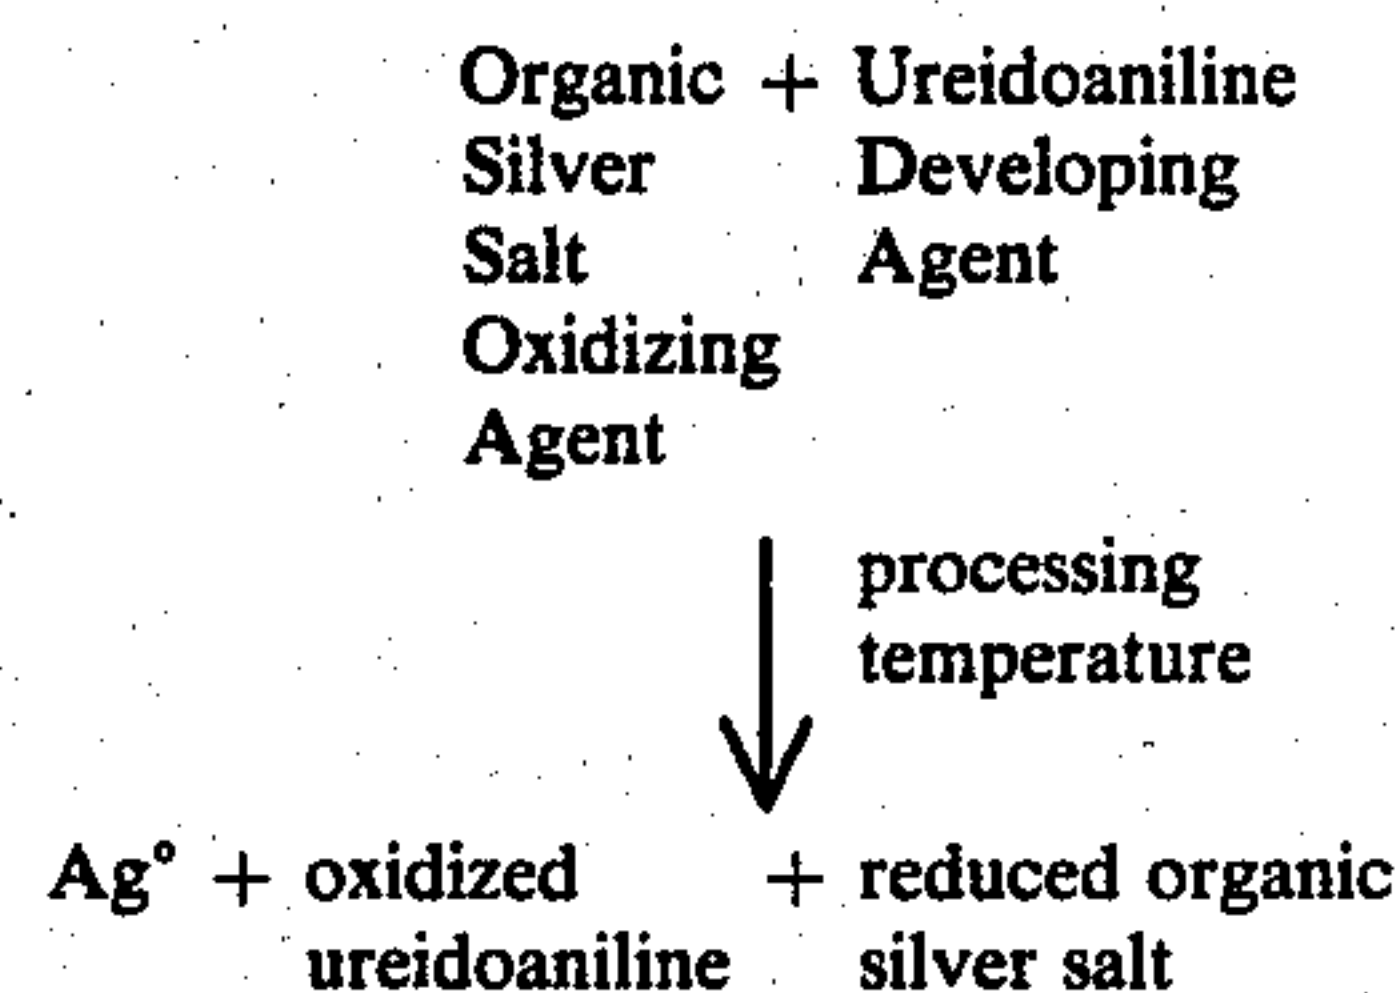 Organic + Ureidoaniline
Silver Developing
Salt Agent
Oxidizing
Agent
processing
temperature
Ag° + oxidized + reduced organic
ureidoaniline silver salt